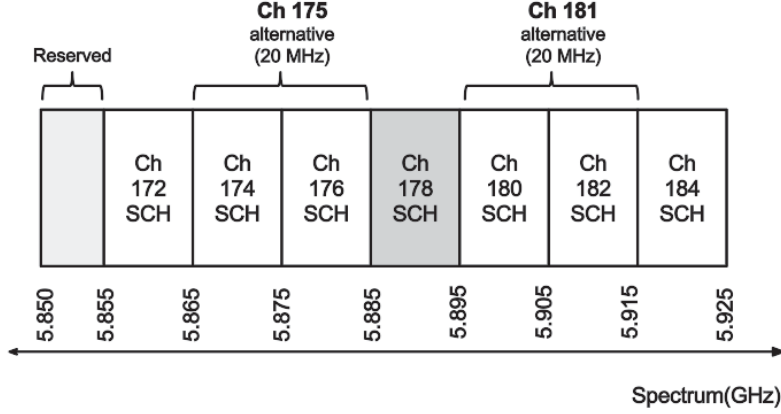 Ch 175
alternative
(20 MHz)
Ch 181
alternative
(20 MHz)
Reserved
Ch
172
SCH
Ch
174
SCH
Ch
176
SCH
Ch
178
SCH
Ch
180
SCH
Ch
182
SCH
Ch
184
SCH
5.850
5.855
5.865
5.875
5.885
5.895
5.905
5.915
5.925
Spectrum(GHz)